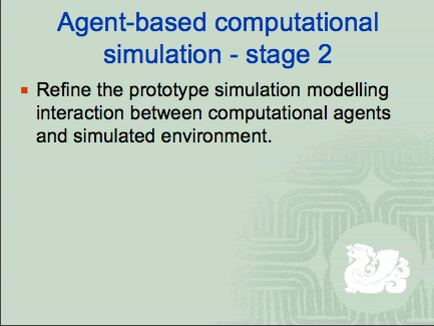 Agent-based computational
simulation - stage 2
Refine the prototype simulation modelling
interaction between computational agents
and simulated environment.